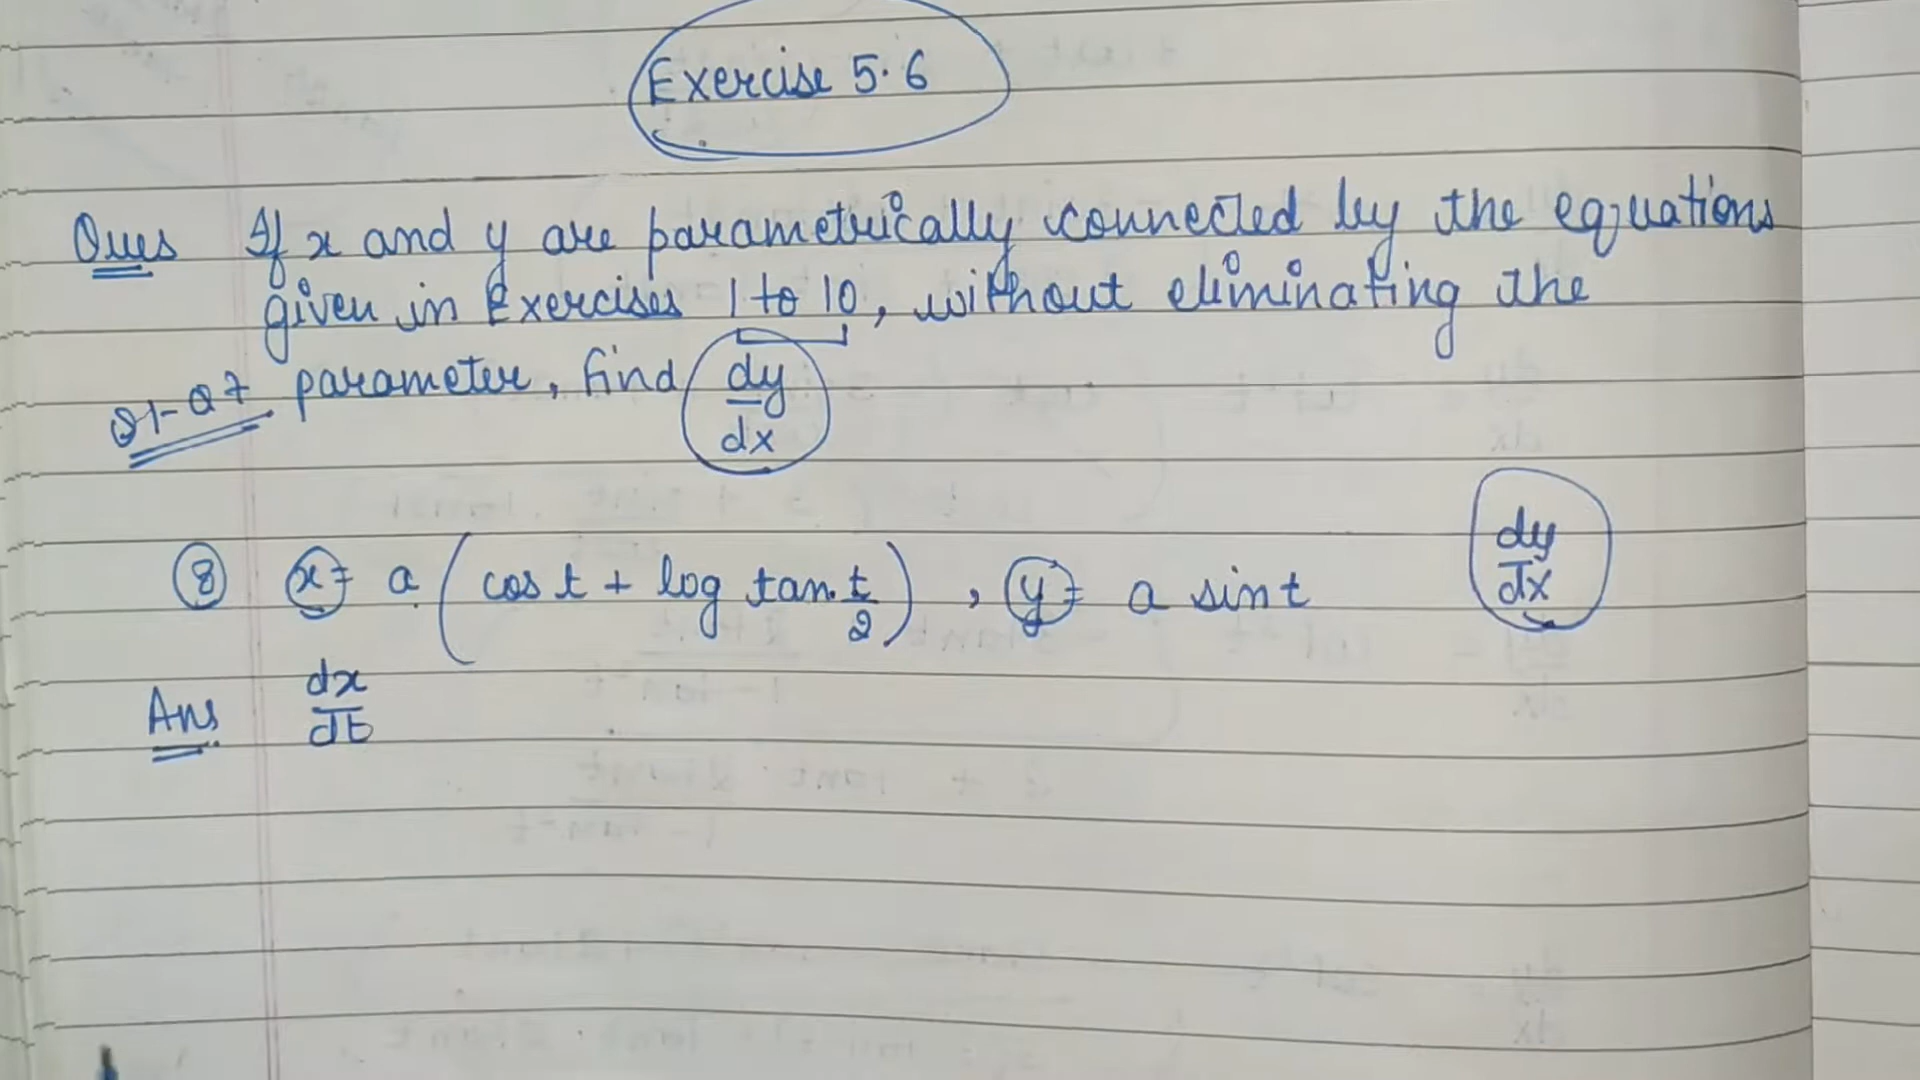 Exercise 5.6
Ques If x and y are parametrically connected by the equations
given in Exercises 1 to 10, without eliminating the
Q1-Q7 parameter, find dy/dx
⑧ x = a (cos t + log tan t/2), y = a sin t dy/dx
Ans dx/dt